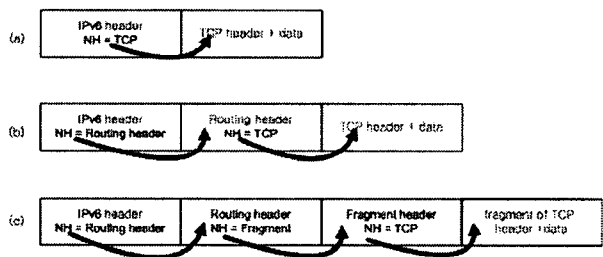 (a)
IPv6 header
NH = TCP
TCP header + data
(b)
IPv6 header
NH = Routing header
Routing header
NH = TCP
TCP header + data
(c)
IPv6 header
NH = Routing header
Routing header
NH = Fragment
Fragment header
NH = TCP
fragment of TCP
header +data